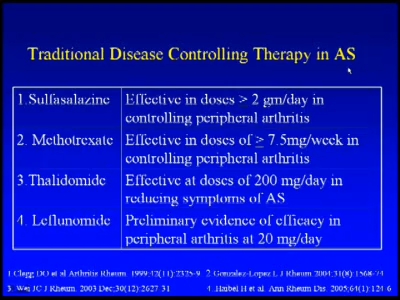 Traditional Disease Controlling Therapy in AS
1.Sulfasalazine Effective in doses > 2 gm/day in
controlling peripheral arthritis
2. Methotrexate Effective in doses of ≥ 7.5mg/week in
controlling peripheral arthritis
3.Thalidomide Effective at doses of 200 mg/day in
reducing symptoms of AS
4. Leflunomide Preliminary evidence of efficacy in
peripheral arthritis at 20 mg/day
1.Clegg DO et al Arthritis Rheum. 1999;42(11):2325-9 2 Gonzalez-Lopez L J Rheum 2004;31(8):1568-74
3. Wei JC J Rheum. 2003 Dec;30(12):2627-31 4 .Haibel H et al. Ann Rheum Dis 2005;64(1):124-6